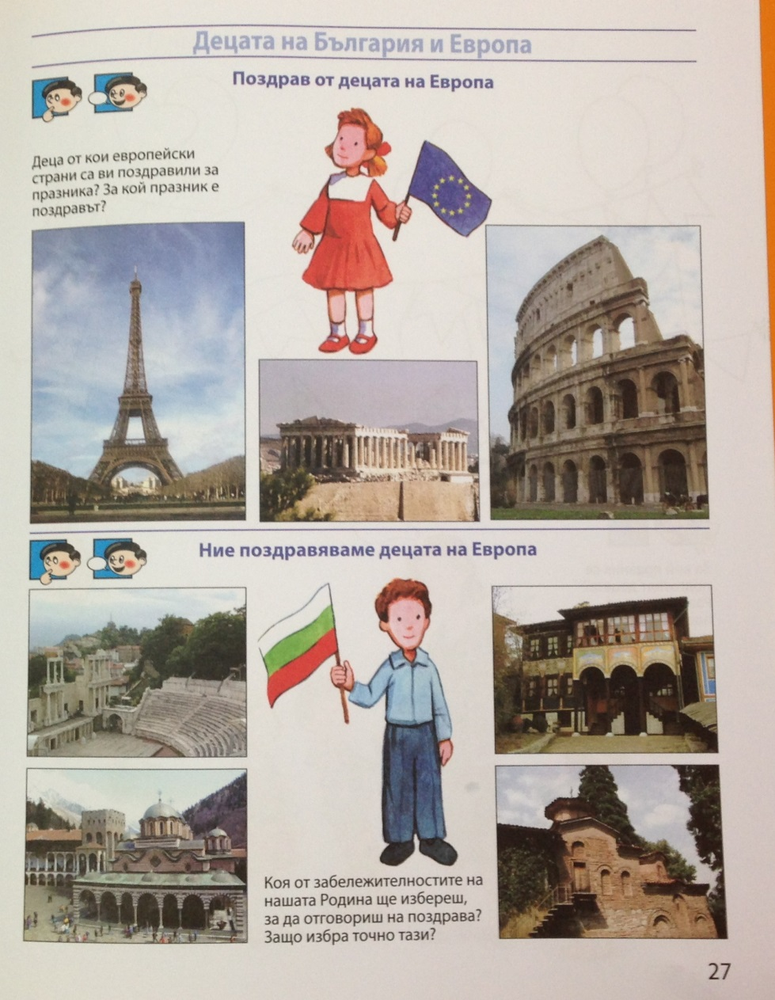 Децата на България и Европа
Поздрав от децата на Европа
Деца от кои европейски
страни са ви поздравили за
празника? За кой празник е
поздравът?
Ние поздравяваме децата на Европа
Коя от забележителностите на
нашата Родина ще избереш,
за да отговориш на поздрава?
Защо избра точно тази?
27